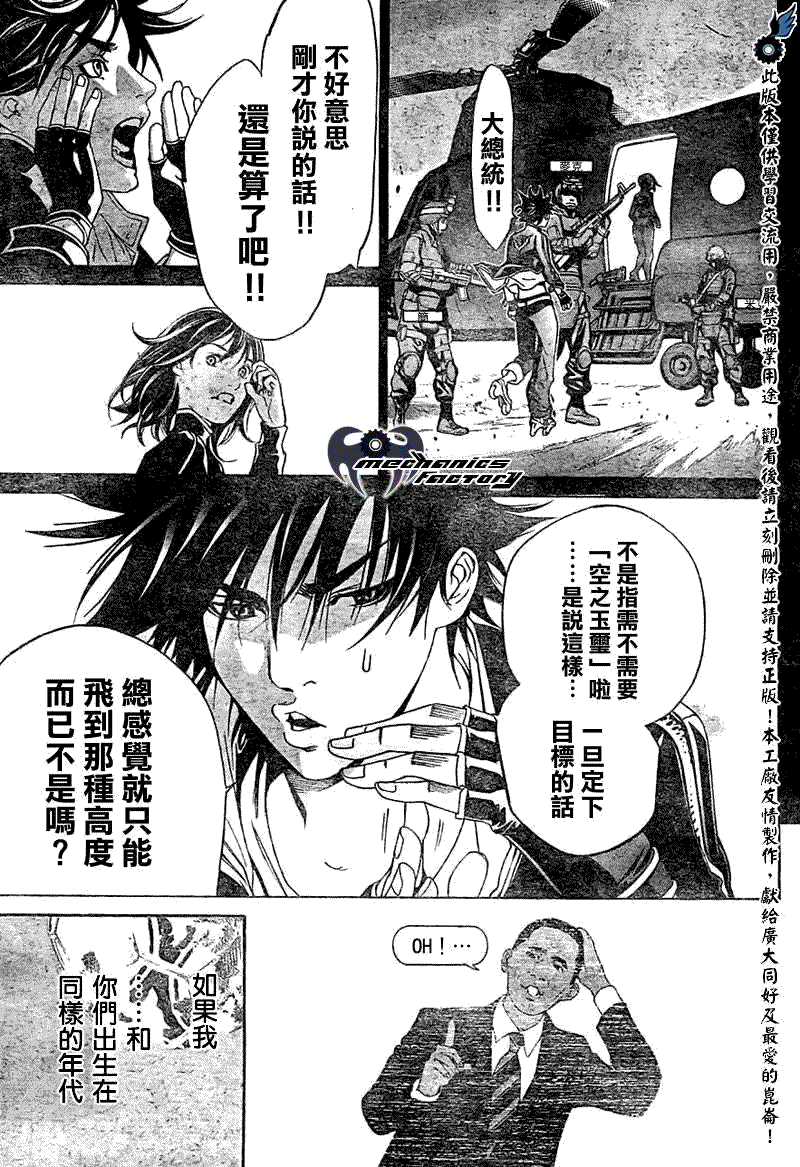 大總統!!
麥克
簡
米
不好意思
剛才你說的話!!
還是算了吧!!
mechanics
factory
不是指需不需要
「空之玉璽」啦
……是說這樣…
一旦定下
目標的話
總感覺就只能
飛到那種高度
而已不是嗎？
OH！…
如果我
……和
你們出生在
同樣的年代
此版本僅供學習交流用，嚴禁商業用途，觀看後請立刻刪除並請支持正版！本工廠友情製作，獻給廣大同好及最愛的崑崙！